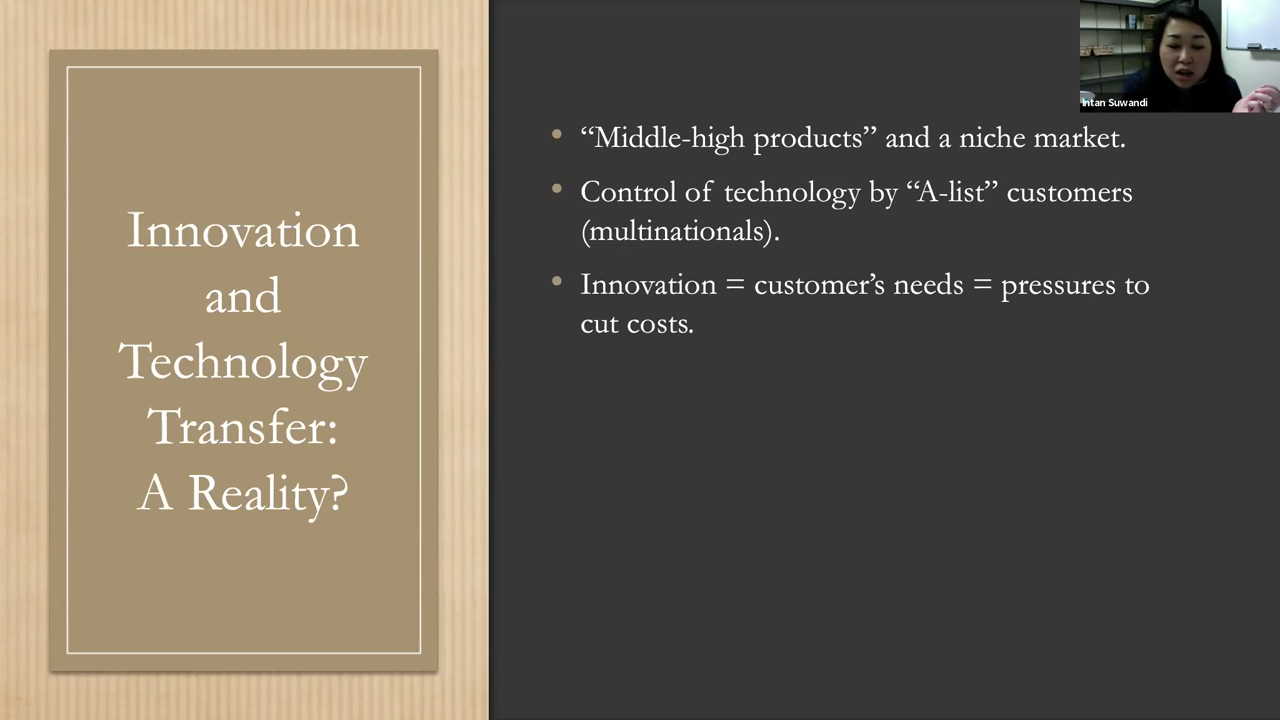 Innovation
and
Technology
Transfer:
A Reality?
“Middle-high products” and a niche market.
Control of technology by “A-list” customers
(multinationals).
Innovation = customer’s needs = pressures to
cut costs.
Intan Suwandi